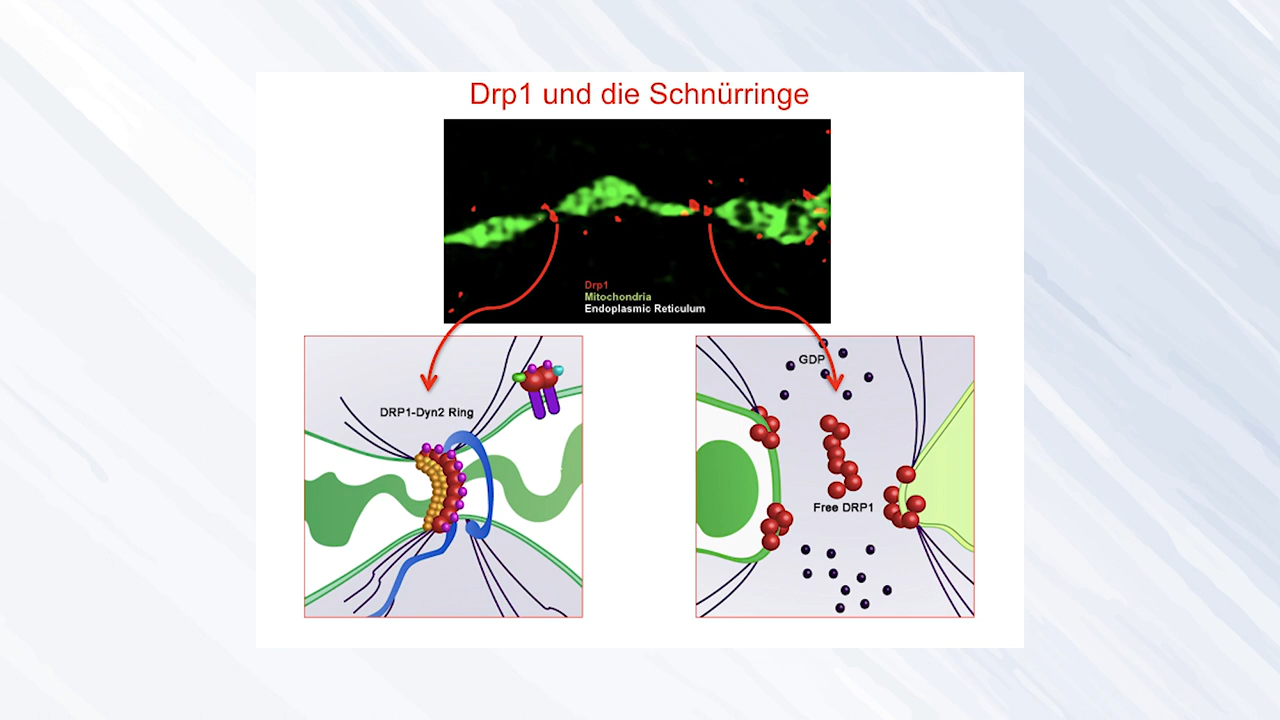 Drp1 und die Schnürringe
Drp1
Mitochondria
Endoplasmic Reticulum
DRP1-Dyn2 Ring
GDP
Free DRP1